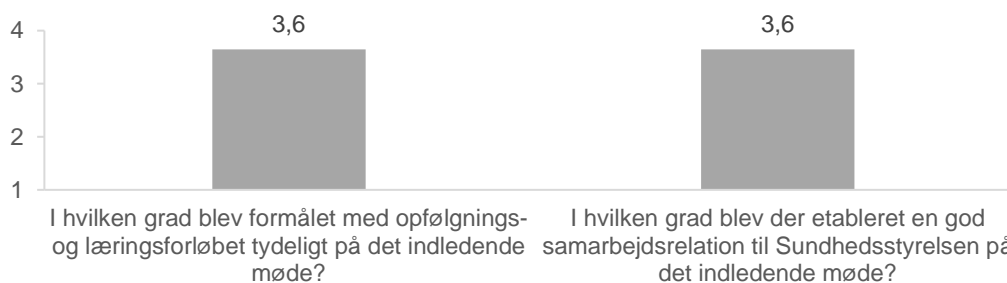 3,6
3,6
4
3
2
1
I hvilken grad blev formålet med opfølgnings-
og læringsforløbet tydeligt på det indledende
møde?
I hvilken grad blev der etableret en god
samarbejdsrelation til Sundhedsstyrelsen på
det indledende møde?